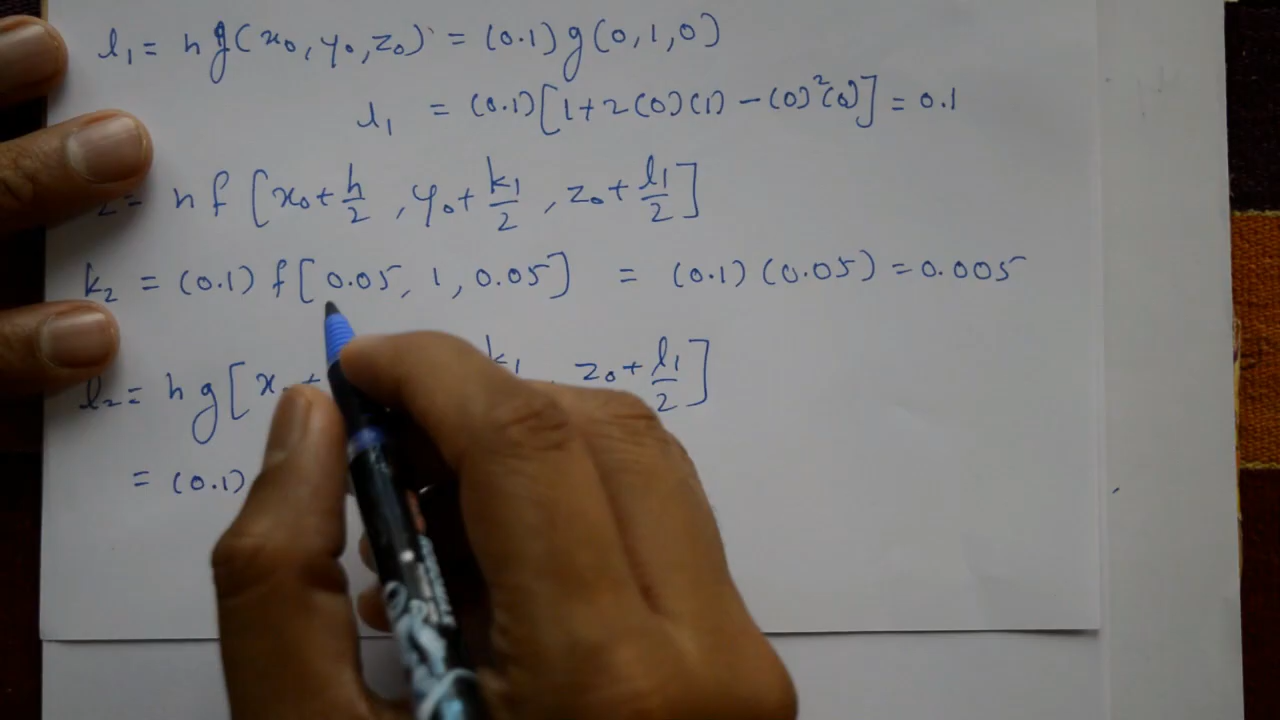 l₁ = h g(x₀, y₀, z₀) = (0.1) g(0, 1, 0)
l₁ = (0.1)[1+2(0)(1) - (0)²(0)] = 0.1
= h f [x₀ + h/2, y₀ + k₁/2, z₀ + l₁/2]
k₂ = (0.1) f [0.05, 1, 0.05] = (0.1)(0.05) = 0.005
l₂ = h g [x₀ + k₁ , z₀ + l₁/2]
= (0.1)